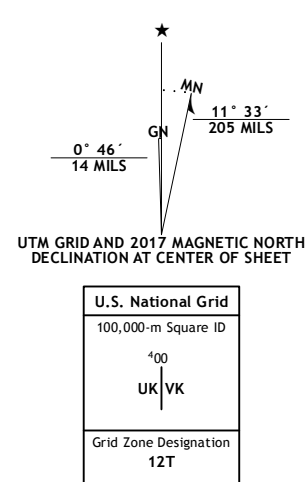 ★
MN
GN
11° 33´
205 MILS
0° 46´
14 MILS
UTM GRID AND 2017 MAGNETIC NORTH
DECLINATION AT CENTER OF SHEET
U.S. National Grid
100,000-m Square ID
⁴00
UK VK
Grid Zone Designation
12T